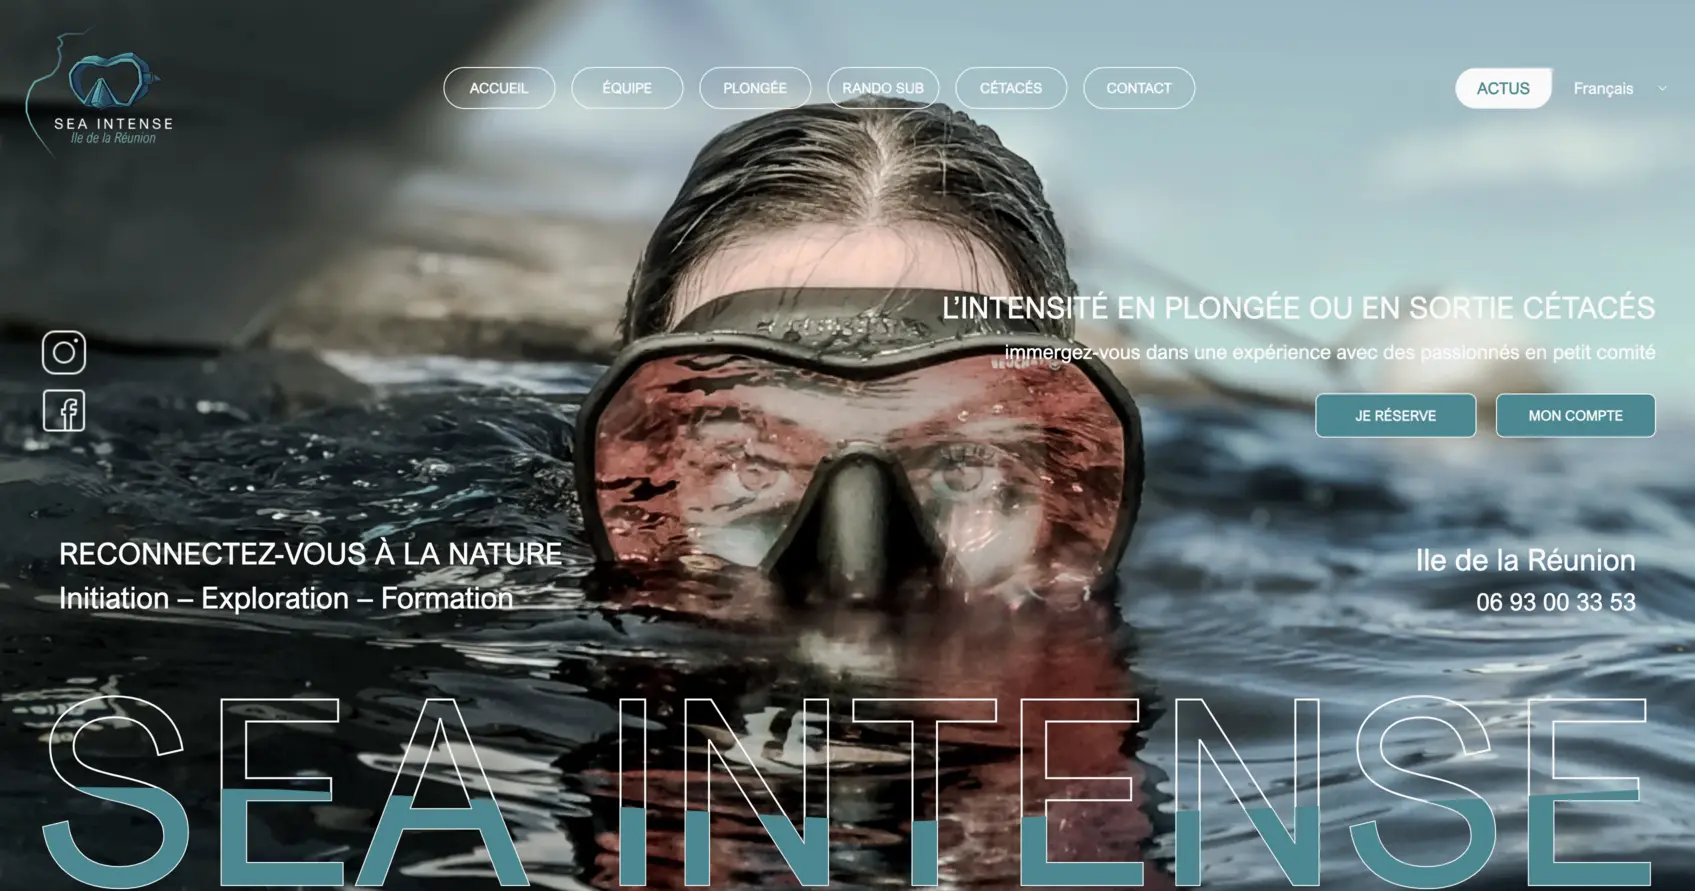 SEA INTENSE
Ile de la Réunion
ACCUEIL
ÉQUIPE
PLONGÉE
RANDO SUB
CÉTACÉS
CONTACT
ACTUS
Français
L’INTENSITÉ EN PLONGÉE OU EN SORTIE CÉTACÉS
immergez-vous dans une expérience avec des passionnés en petit comité
JE RÉSERVE
MON COMPTE
RECONNECTEZ-VOUS À LA NATURE
Initiation – Exploration – Formation
Ile de la Réunion
06 93 00 33 53
SEA INTENSE